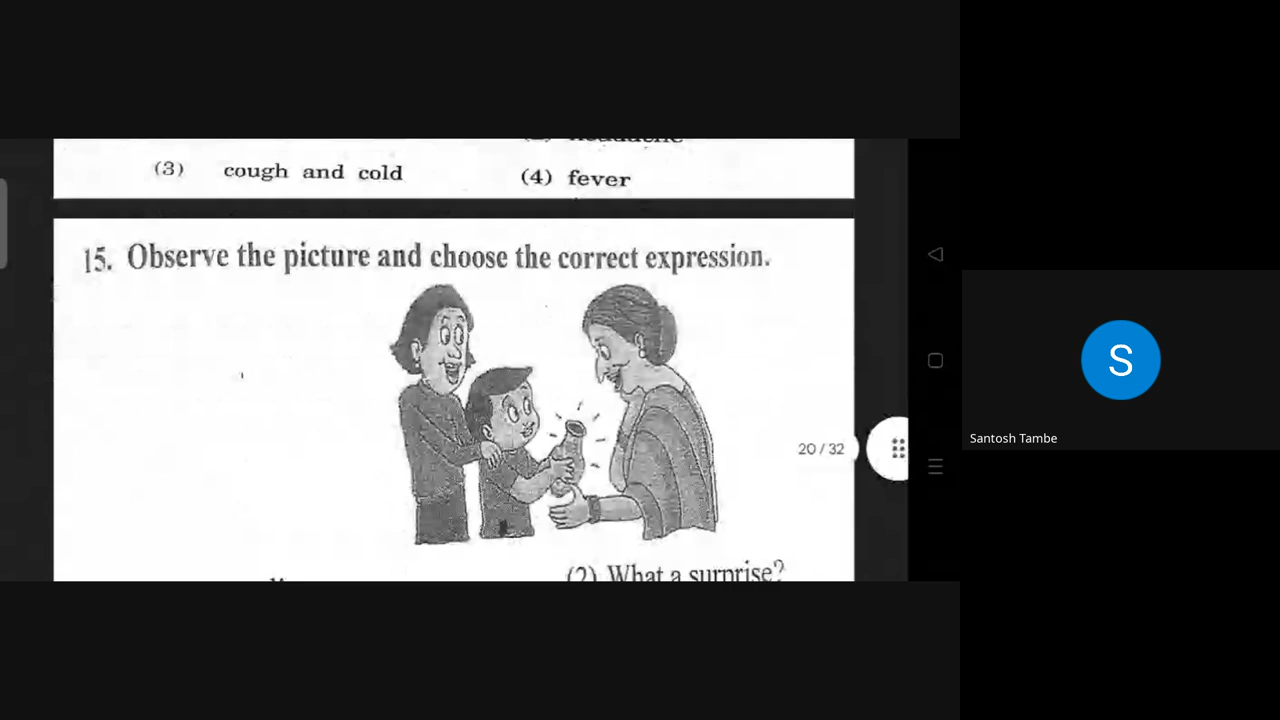 (3) cough and cold
(4) fever
15. Observe the picture and choose the correct expression.
20 / 32
(2) What a surprise?
S
Santosh Tambe